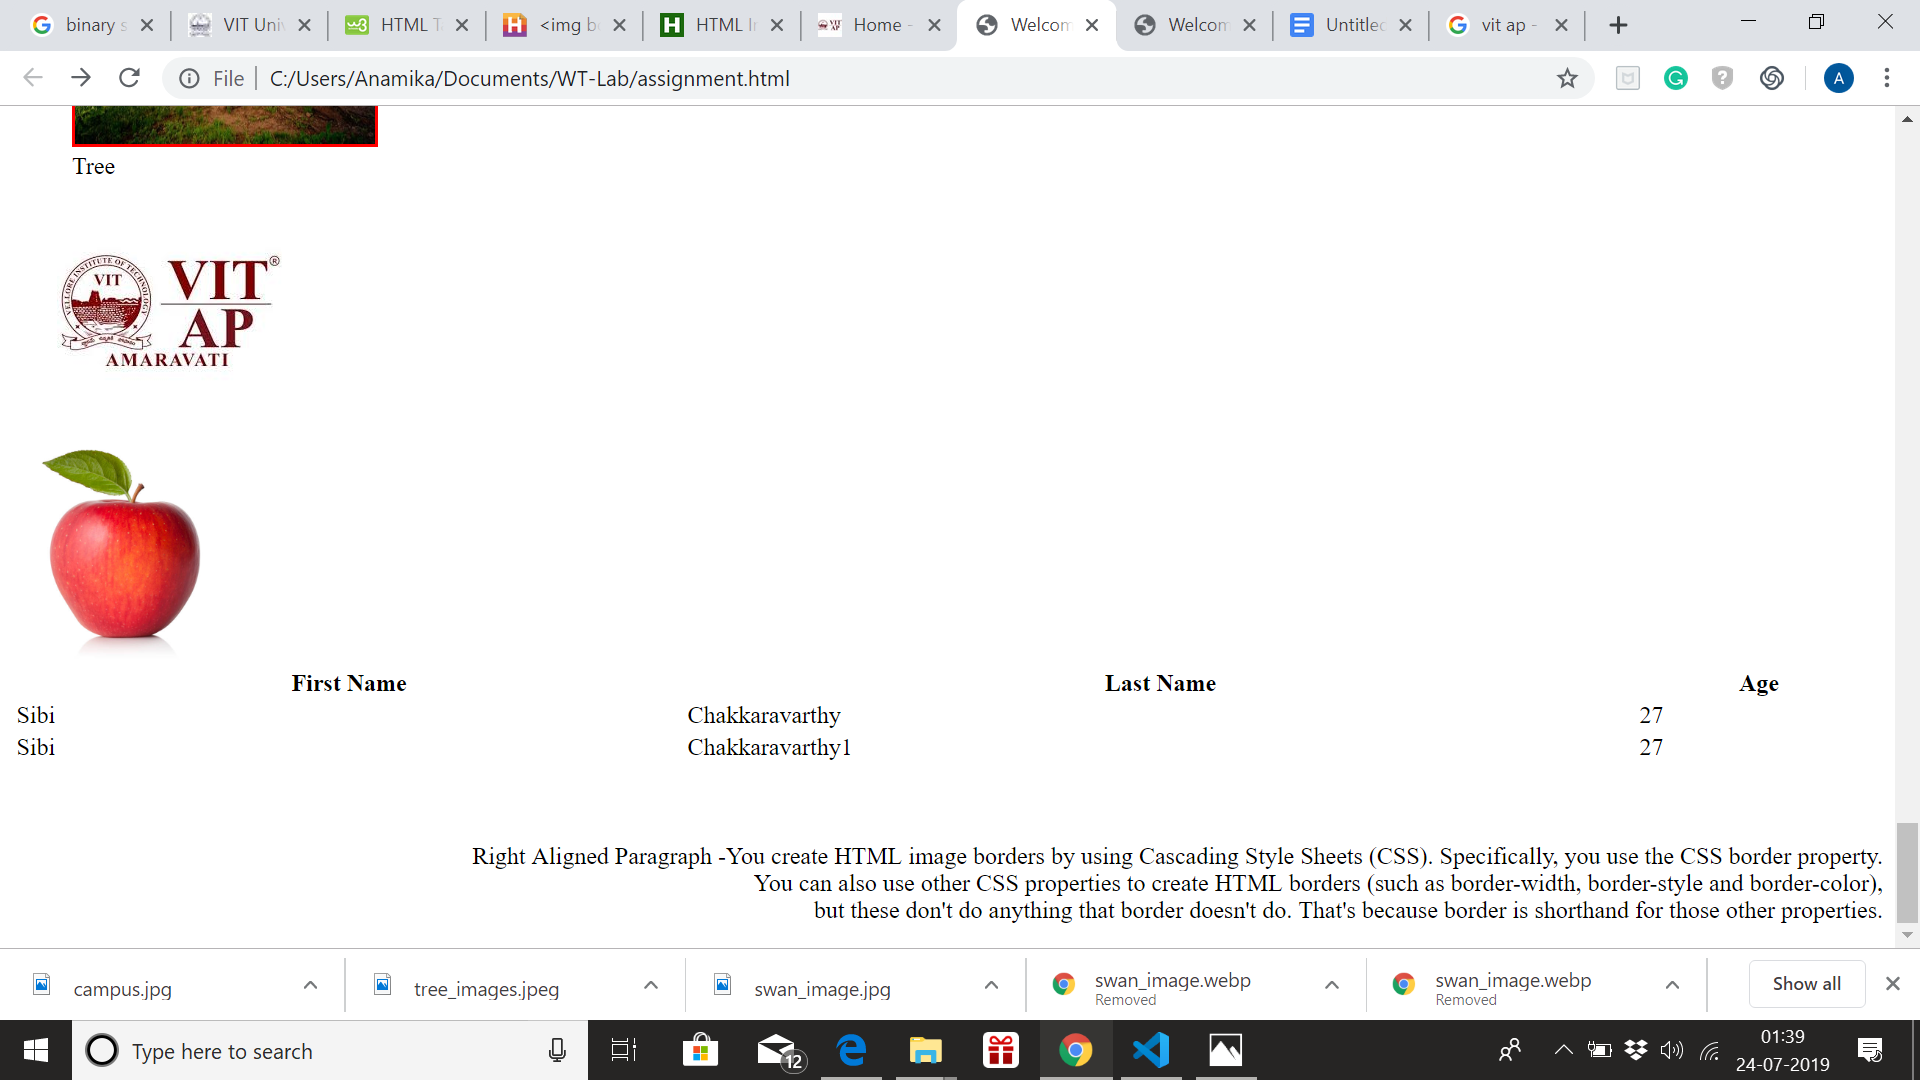 binary s
VIT Univ
HTML T
<img b
HTML I
Home -
Welcom
Welcom
Untitled
vit ap -
File
C:/Users/Anamika/Documents/WT-Lab/assignment.html
A
Tree
VELLORE INSTITUTE OF TECHNOLOGY
VIT
VIT®
AP
AMARAVATI
First Name Last Name Age
Sibi Chakkaravarthy 27
Sibi Chakkaravarthy1 27
Right Aligned Paragraph -You create HTML image borders by using Cascading Style Sheets (CSS). Specifically, you use the CSS border property.
You can also use other CSS properties to create HTML borders (such as border-width, border-style and border-color),
but these don't do anything that border doesn't do. That's because border is shorthand for those other properties.
campus.jpg
tree_images.jpeg
swan_image.jpg
swan_image.webp
Removed
swan_image.webp
Removed
Show all
Type here to search
12
01:39
24-07-2019